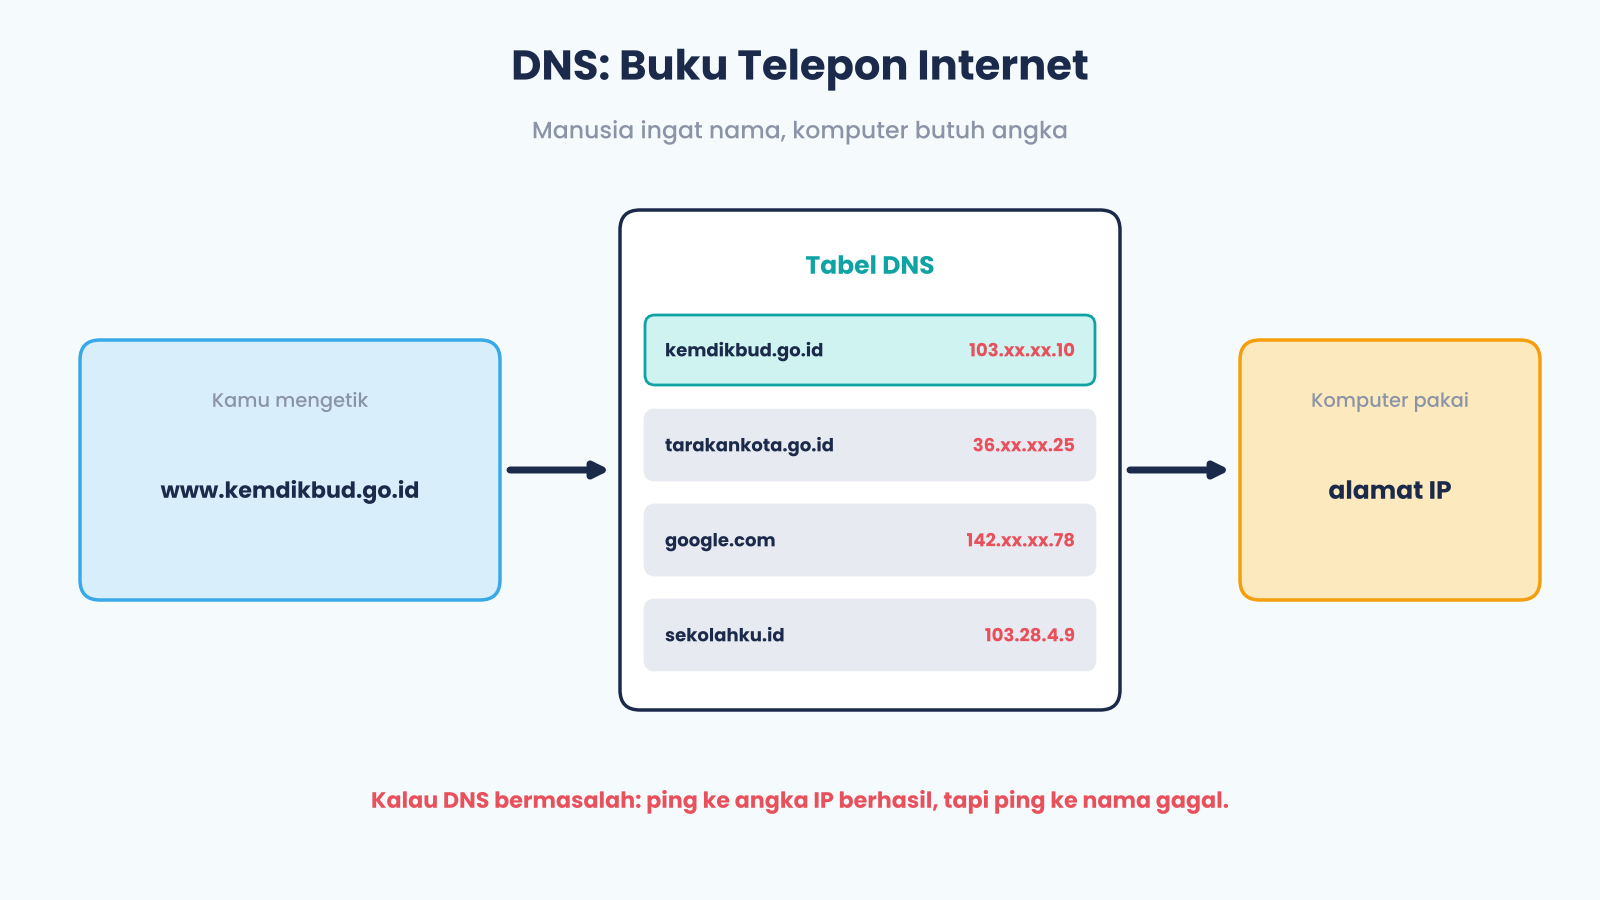 DNS: Buku Telepon Internet
Manusia ingat nama, komputer butuh angka
Kamu mengetik
www.kemdikbud.go.id
Tabel DNS
kemdikbud.go.id 103.xx.xx.10
tarakankota.go.id 36.xx.xx.25
google.com 142.xx.xx.78
sekolahku.id 103.28.4.9
Komputer pakai
alamat IP
Kalau DNS bermasalah: ping ke angka IP berhasil, tapi ping ke nama gagal.